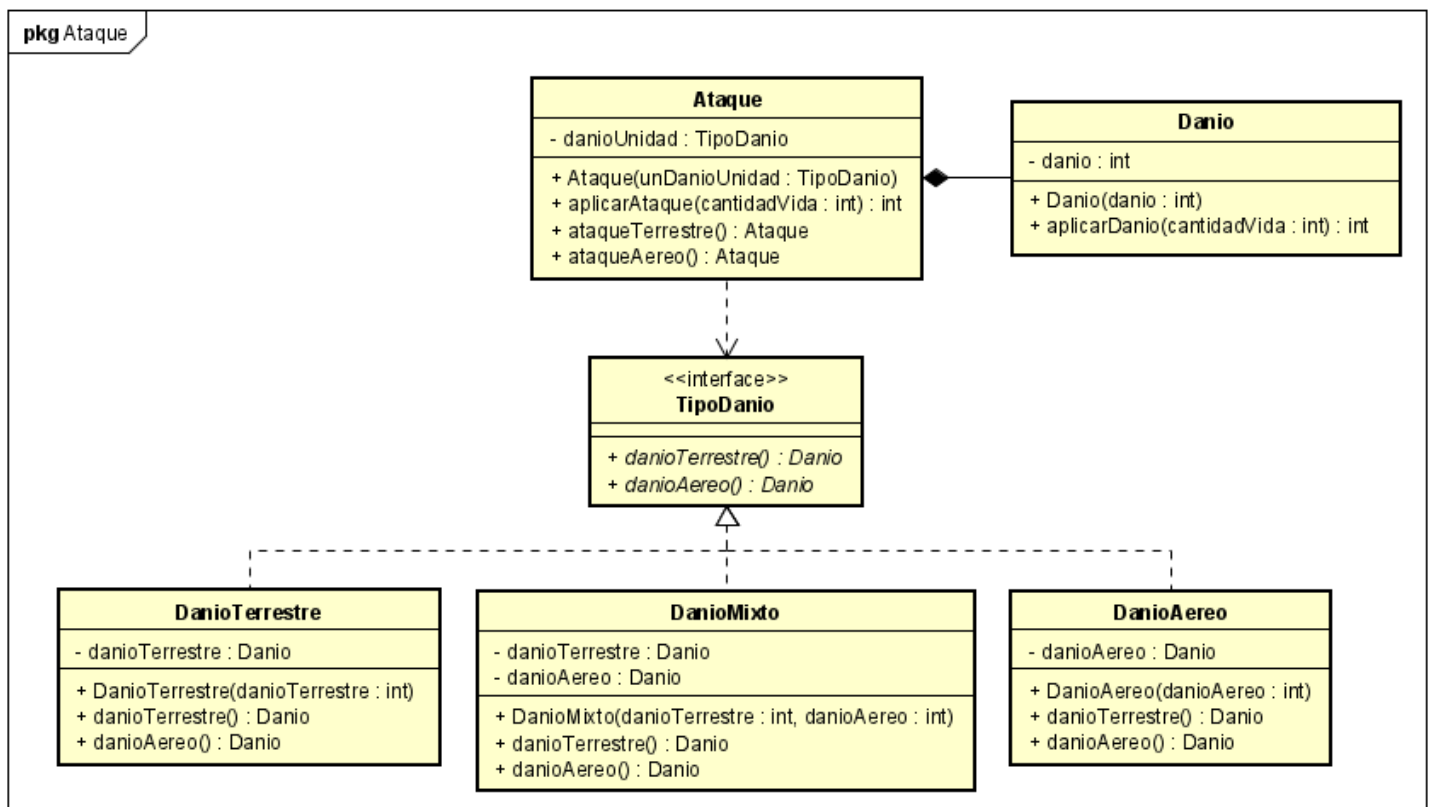 pkg Ataque
Ataque
- danioUnidad : TipoDanio
+ Ataque(unDanioUnidad : TipoDanio)
+ aplicarAtaque(cantidadVida : int) : int
+ ataqueTerrestre() : Ataque
+ ataqueAereo() : Ataque
Danio
- danio : int
+ Danio(danio : int)
+ aplicarDanio(cantidadVida : int) : int
<<interface>>
TipoDanio
+ danioTerrestre() : Danio
+ danioAereo() : Danio
DanioTerrestre
- danioTerrestre : Danio
+ DanioTerrestre(danioTerrestre : int)
+ danioTerrestre() : Danio
+ danioAereo() : Danio
DanioMixto
- danioTerrestre : Danio
- danioAereo : Danio
+ DanioMixto(danioTerrestre : int, danioAereo : int)
+ danioTerrestre() : Danio
+ danioAereo() : Danio
DanioAereo
- danioAereo : Danio
+ DanioAereo(danioAereo : int)
+ danioTerrestre() : Danio
+ danioAereo() : Danio